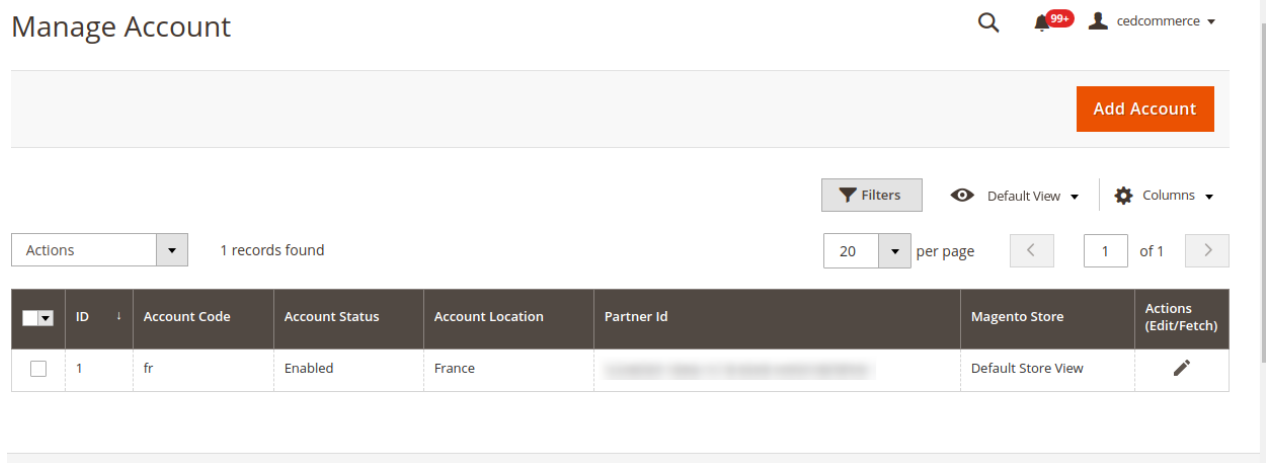 Manage Account
99+
cedcommerce
Add Account
Filters
Default View
Columns
Actions
1 records found
20
per page
1
of 1
ID ↓ Account Code Account Status Account Location Partner Id Magento Store Actions
(Edit/Fetch)
1 fr Enabled France Default Store View